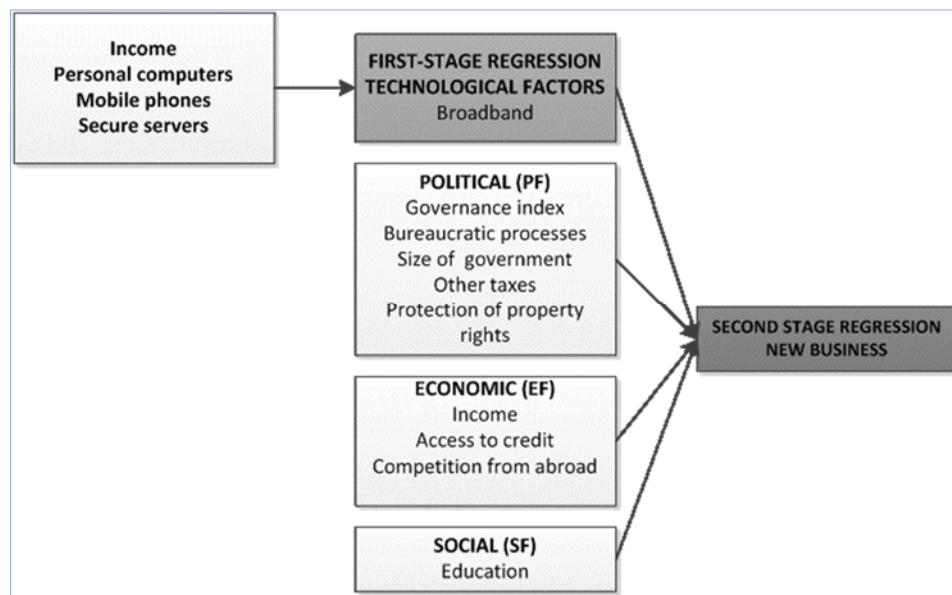 Income
Personal computers
Mobile phones
Secure servers
FIRST-STAGE REGRESSION
TECHNOLOGICAL FACTORS
Broadband
POLITICAL (PF)
Governance index
Bureaucratic processes
Size of government
Other taxes
Protection of property
rights
ECONOMIC (EF)
Income
Access to credit
Competition from abroad
SOCIAL (SF)
Education
SECOND STAGE REGRESSION
NEW BUSINESS